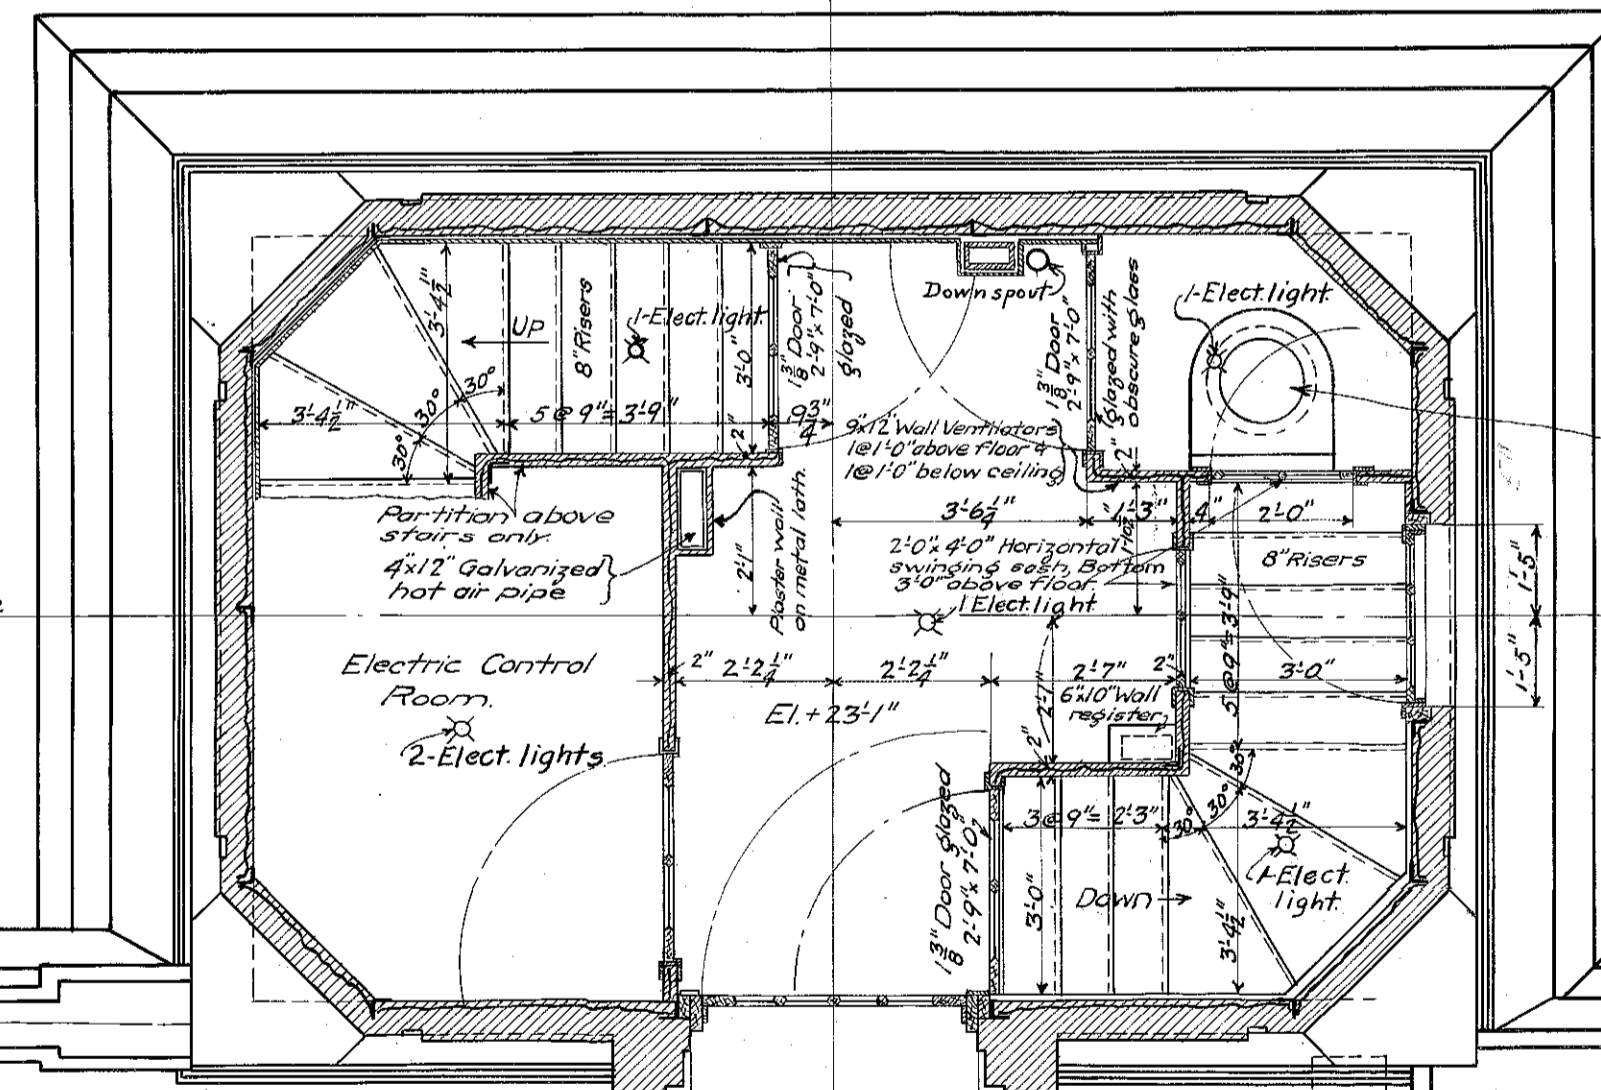 UP
8" Risers
1-Elect. light.
3'-4½"
3'-0"
1⅜" Door
2'-9" x 7'-0"
glazed
Down spout
1⅜" Door
2'-9" x 7'-0"
glazed with
obscure glass
1-Elect. light.
3'-4½"
30°
30°
30°
5 @ 9" = 3'-9"
9¾"
2"
9"x12" Wall Ventilators
1@1'-0" above floor &
1@1'-0" below ceiling
2"
Partition above
stairs only.
4"x12" Galvanized
hot air pipe
2'-1"
Plaster wall
on metal lath.
3'-6¼"
4"
2'-0"
2'-0" x 4'-0" Horizontal
swinging sash, Bottom
3'-0" above floor.
1 Elect. light
8" Risers
5 @ 9" = 3'-9"
1'-5"
1'-5"
Electric Control
Room.
2-Elect. lights
2"
2'-2¼"
2'-2¼"
2'-7"
2"
3'-0"
El. + 23'-1"
2'-1"
6"x10" Wall
register
2"
1⅜" Door glazed
2'-9" x 7'-0"
3 @ 9" = 2'-3"
30°
30°
30°
3'-4½"
3'-0"
Down
3'-4½"
1-Elect.
light.